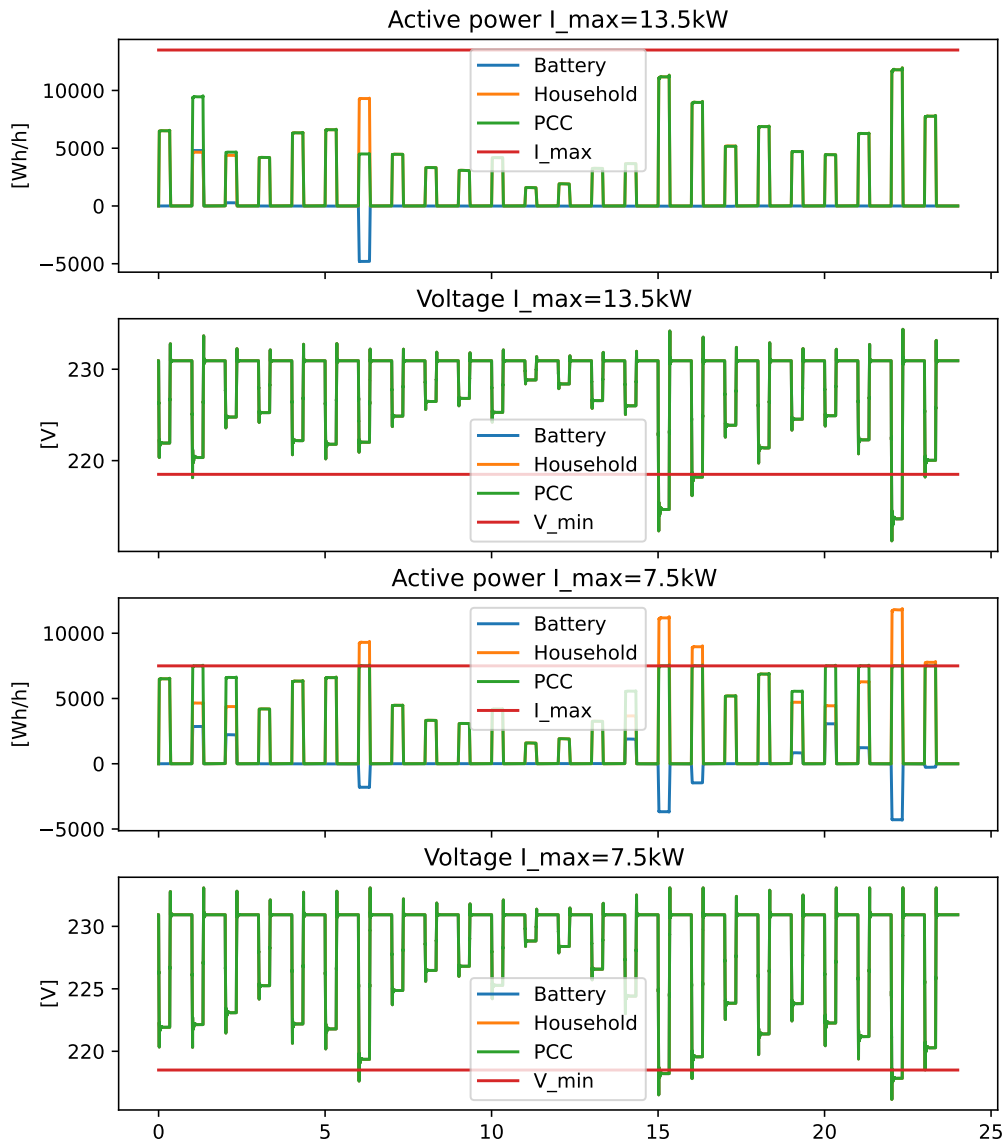 Active power I_max=13.5kW
[Wh/h]
10000
5000
0
−5000
Battery
Household
PCC
I_max
Voltage I_max=13.5kW
[V]
230
220
Battery
Household
PCC
V_min
Active power I_max=7.5kW
[Wh/h]
10000
5000
0
−5000
Battery
Household
PCC
I_max
Voltage I_max=7.5kW
[V]
230
225
220
Battery
Household
PCC
V_min
0 5 10 15 20 25